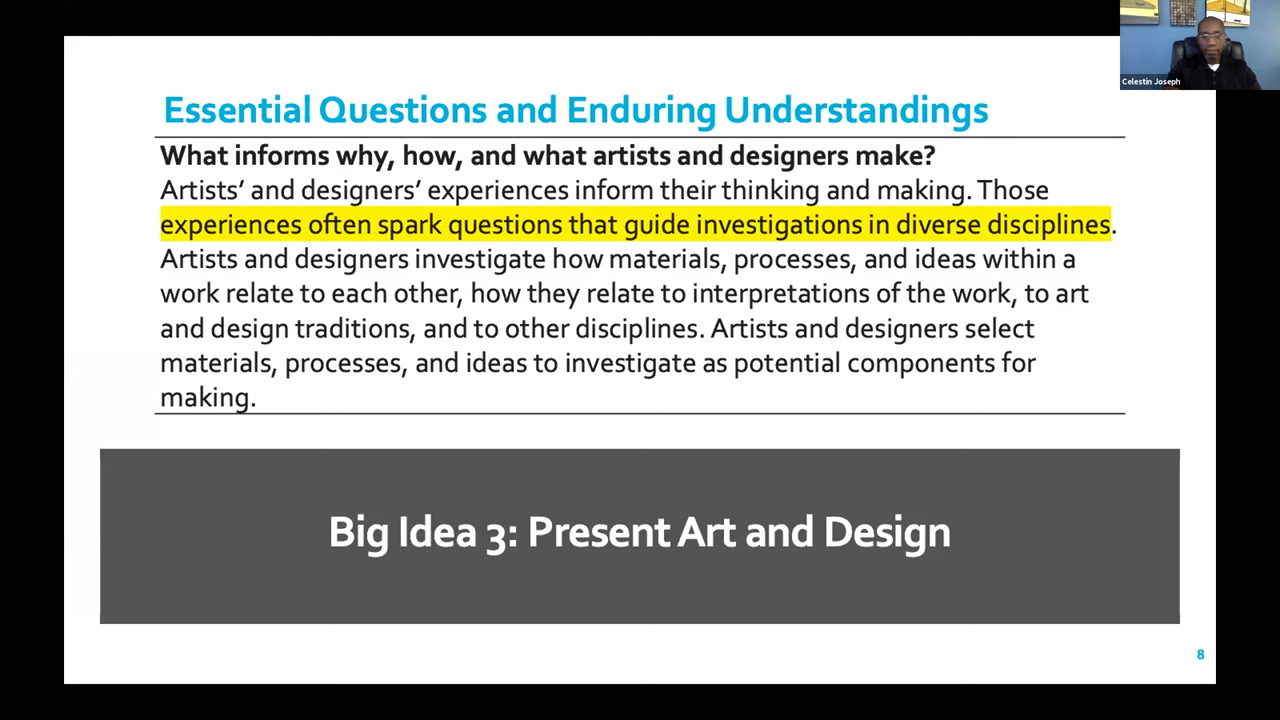 Celestin Joseph
Essential Questions and Enduring Understandings
What informs why, how, and what artists and designers make?
Artists’ and designers’ experiences inform their thinking and making. Those
experiences often spark questions that guide investigations in diverse disciplines.
Artists and designers investigate how materials, processes, and ideas within a
work relate to each other, how they relate to interpretations of the work, to art
and design traditions, and to other disciplines. Artists and designers select
materials, processes, and ideas to investigate as potential components for
making.
Big Idea 3: Present Art and Design
8